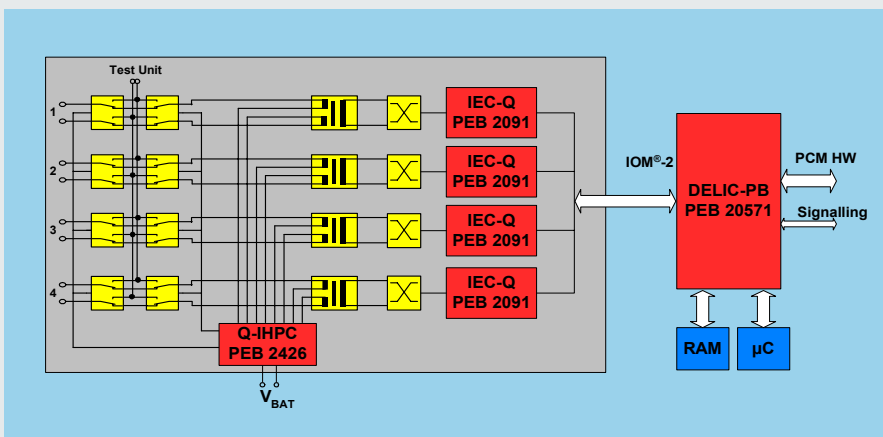 Test Unit
1
2
3
4
IEC-Q
PEB 2091
IEC-Q
PEB 2091
IEC-Q
PEB 2091
IEC-Q
PEB 2091
Q-IHPC
PEB 2426
VBAT
IOM®-2
DELIC-PB
PEB 20571
PCM HW
Signalling
RAM
µC